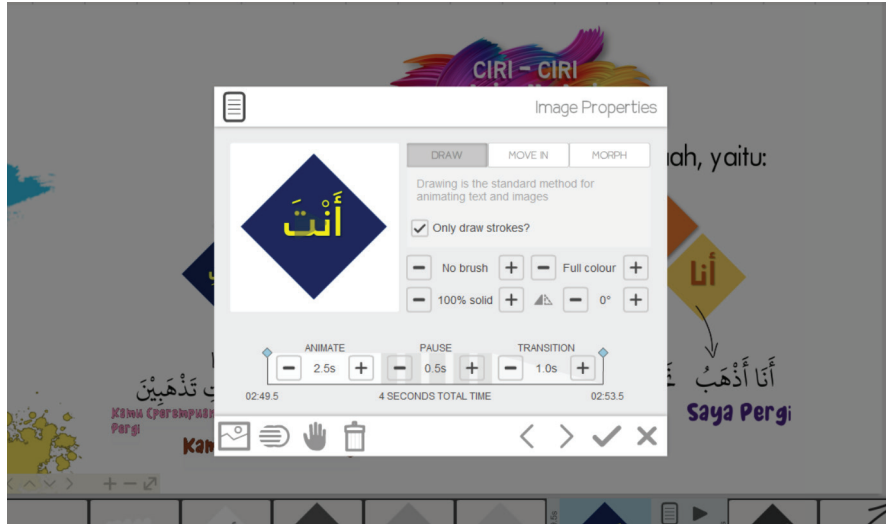 CIRI - CIRI
Image Properties
DRAW MOVE IN MORPH
Drawing is the standard method for
animating text and images
Only draw strokes?
أَنْتَ
No brush Full colour
100% solid 0°
ANIMATE PAUSE TRANSITION
2.5s 0.5s 1.0s
02:49.5 4 SECONDS TOTAL TIME 02:53.5
ah, yaitu:
أنا
أَنَا أَذْهَبُ
Saya Pergi
تَذْهَبِيْنَ
Pergi